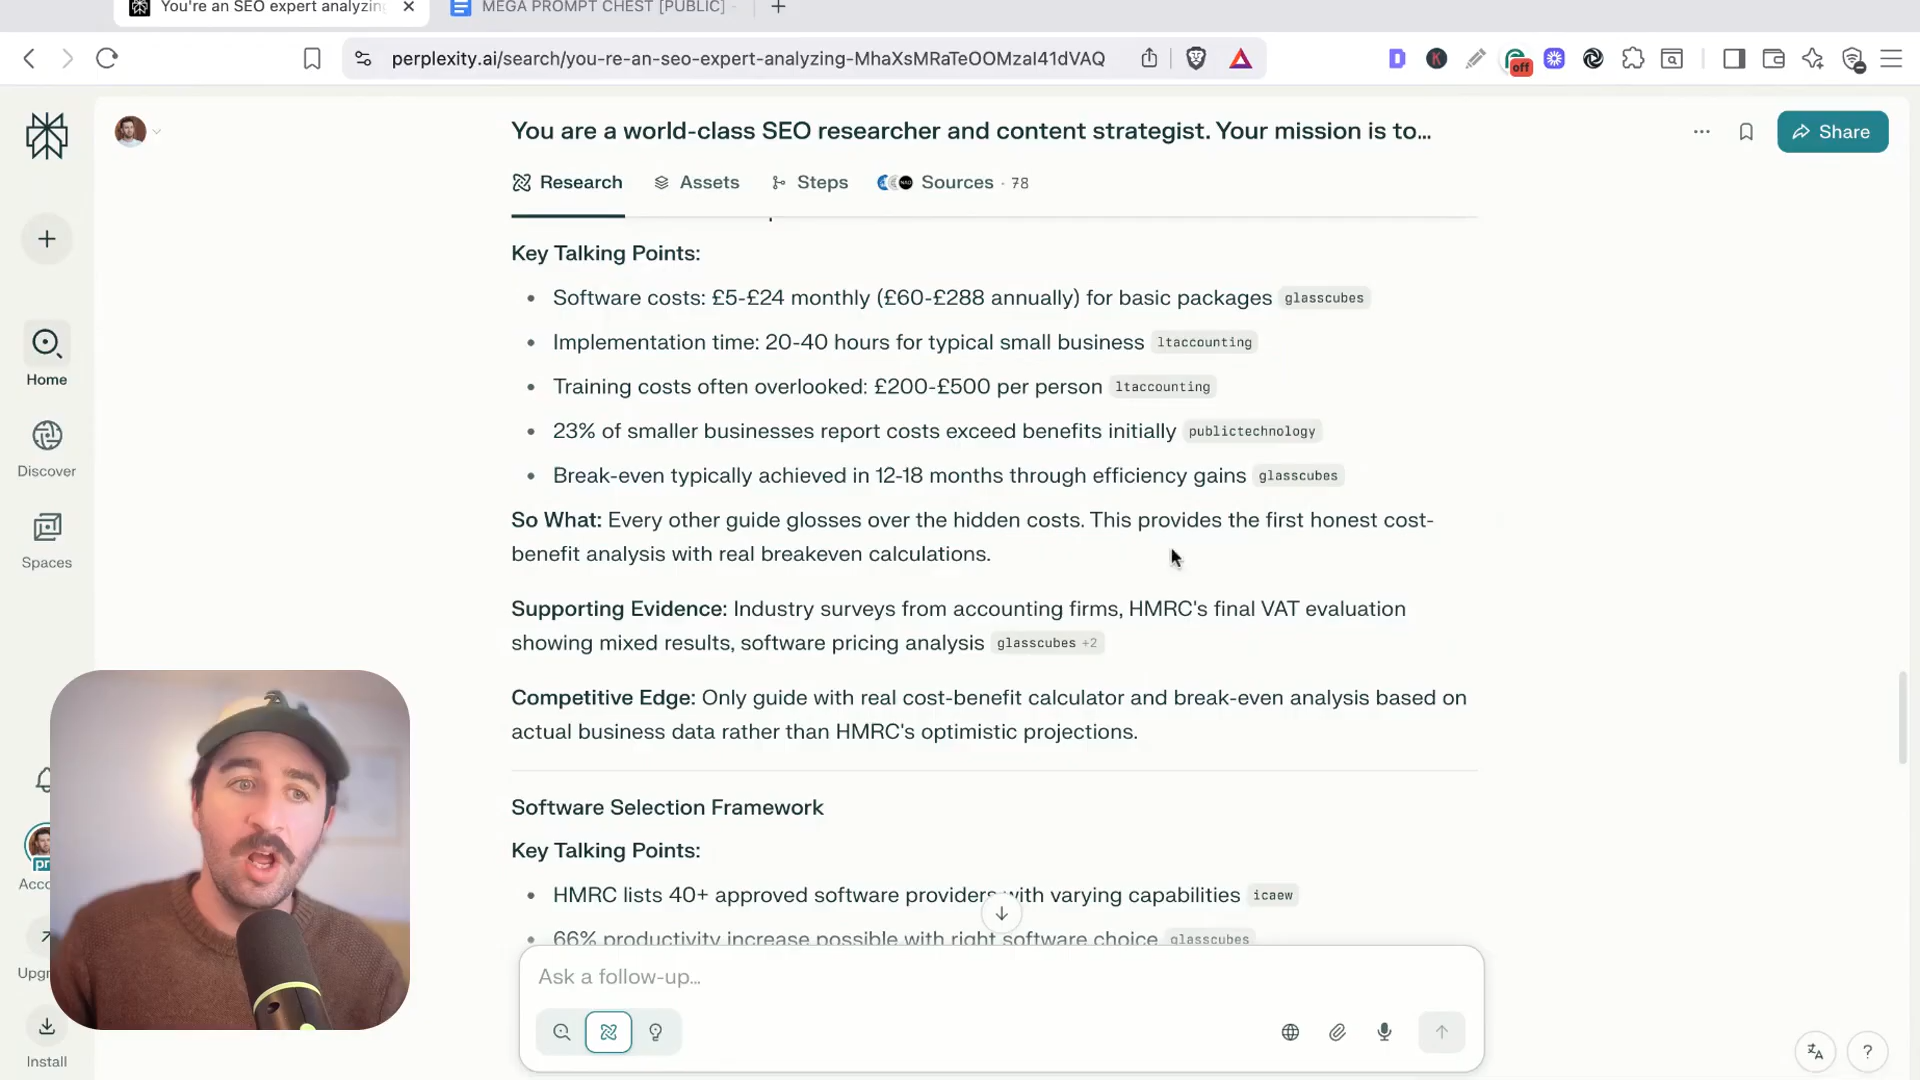 You're an SEO expert analyzing
MEGA PROMPT CHEST [PUBLIC] -
perplexity.ai/search/you-re-an-seo-expert-analyzing-MhaXsMRaTeOOMzaI41dVAQ
off
You are a world-class SEO researcher and content strategist. Your mission is to...
Share
Research
Assets
Steps
Sources · 78
Key Talking Points:
• Software costs: £5-£24 monthly (£60-£288 annually) for basic packages glasscubes
• Implementation time: 20-40 hours for typical small business ltaccounting
• Training costs often overlooked: £200-£500 per person ltaccounting
• 23% of smaller businesses report costs exceed benefits initially publictechnology
• Break-even typically achieved in 12-18 months through efficiency gains glasscubes
So What: Every other guide glosses over the hidden costs. This provides the first honest cost-
benefit analysis with real breakeven calculations.
Supporting Evidence: Industry surveys from accounting firms, HMRC's final VAT evaluation
showing mixed results, software pricing analysis glasscubes +2
Competitive Edge: Only guide with real cost-benefit calculator and break-even analysis based on
actual business data rather than HMRC's optimistic projections.
Software Selection Framework
Key Talking Points:
• HMRC lists 40+ approved software providers with varying capabilities icaew
• 66% productivity increase possible with right software choice glasscubes
Ask a follow-up...
Home
Discover
Spaces
pr
Acco
Upgr
Install
?